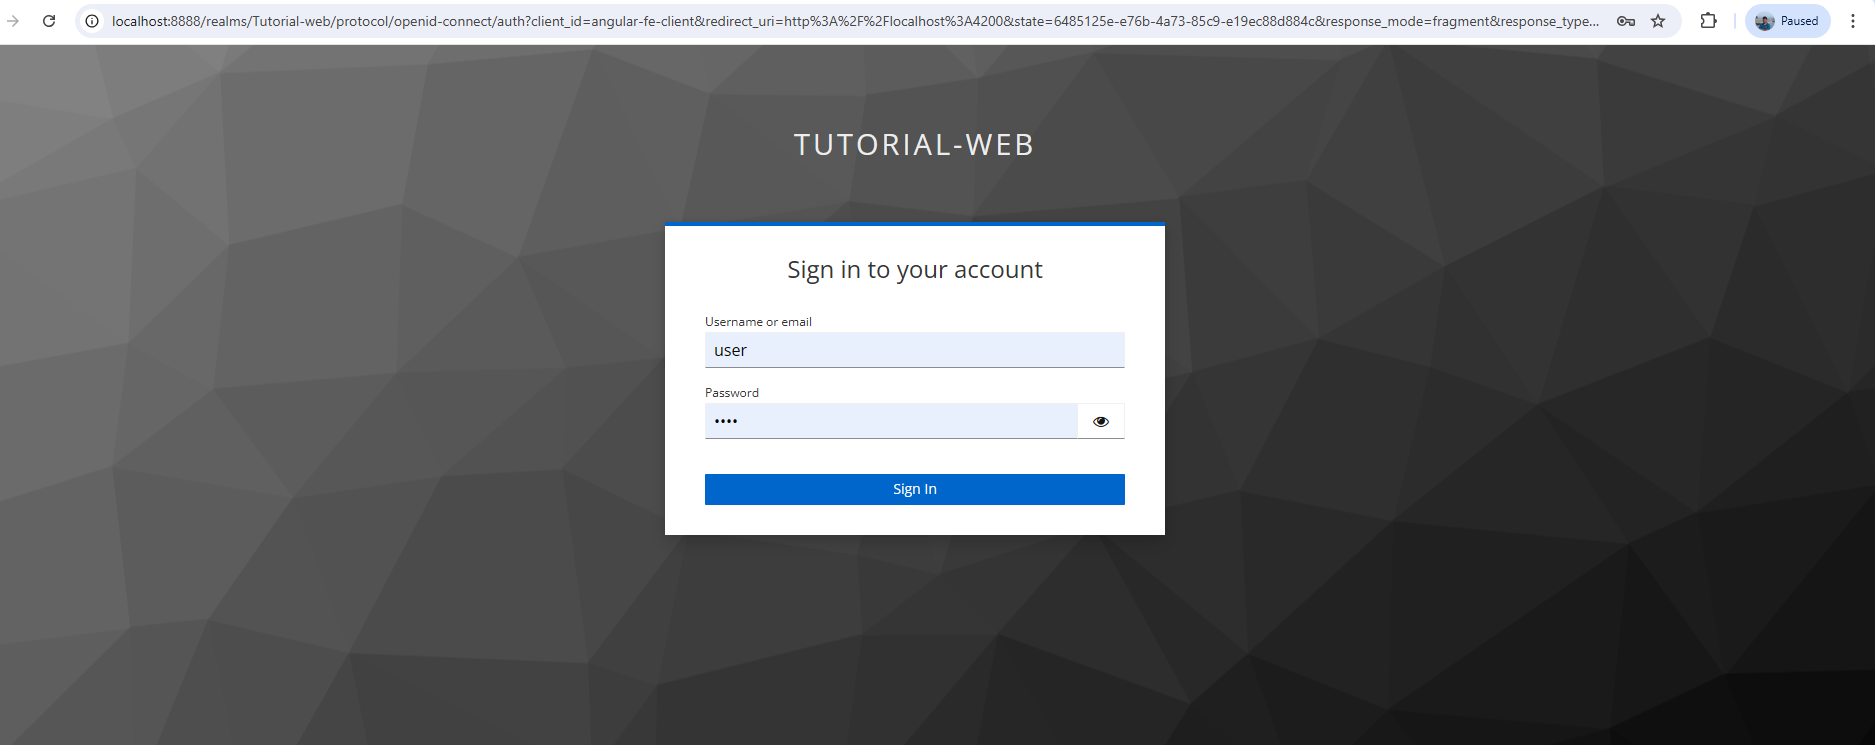 localhost:8888/realms/Tutorial-web/protocol/openid-connect/auth?client_id=angular-fe-client&redirect_uri=http%3A%2F%2Flocalhost%3A4200&state=6485125e-e76b-4a73-85c9-e19ec88d884c&response_mode=fragment&response_type...
Paused
TUTORIAL-WEB
Sign in to your account
Username or email
user
Password
••••
Sign In